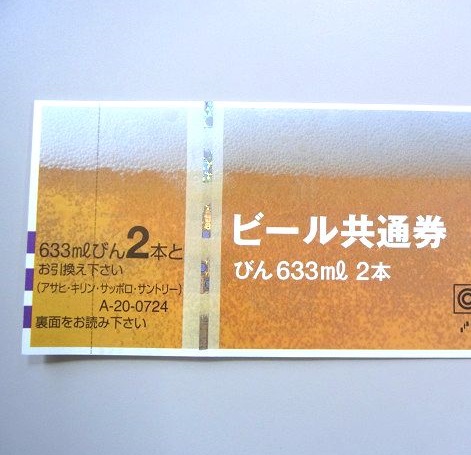 633mlびん2本と
お引換え下さい
(アサヒ・キリン・サッポロ・サントリー)
A-20-0724
裏面をお読み下さい
ビール共通券
びん633ml 2本